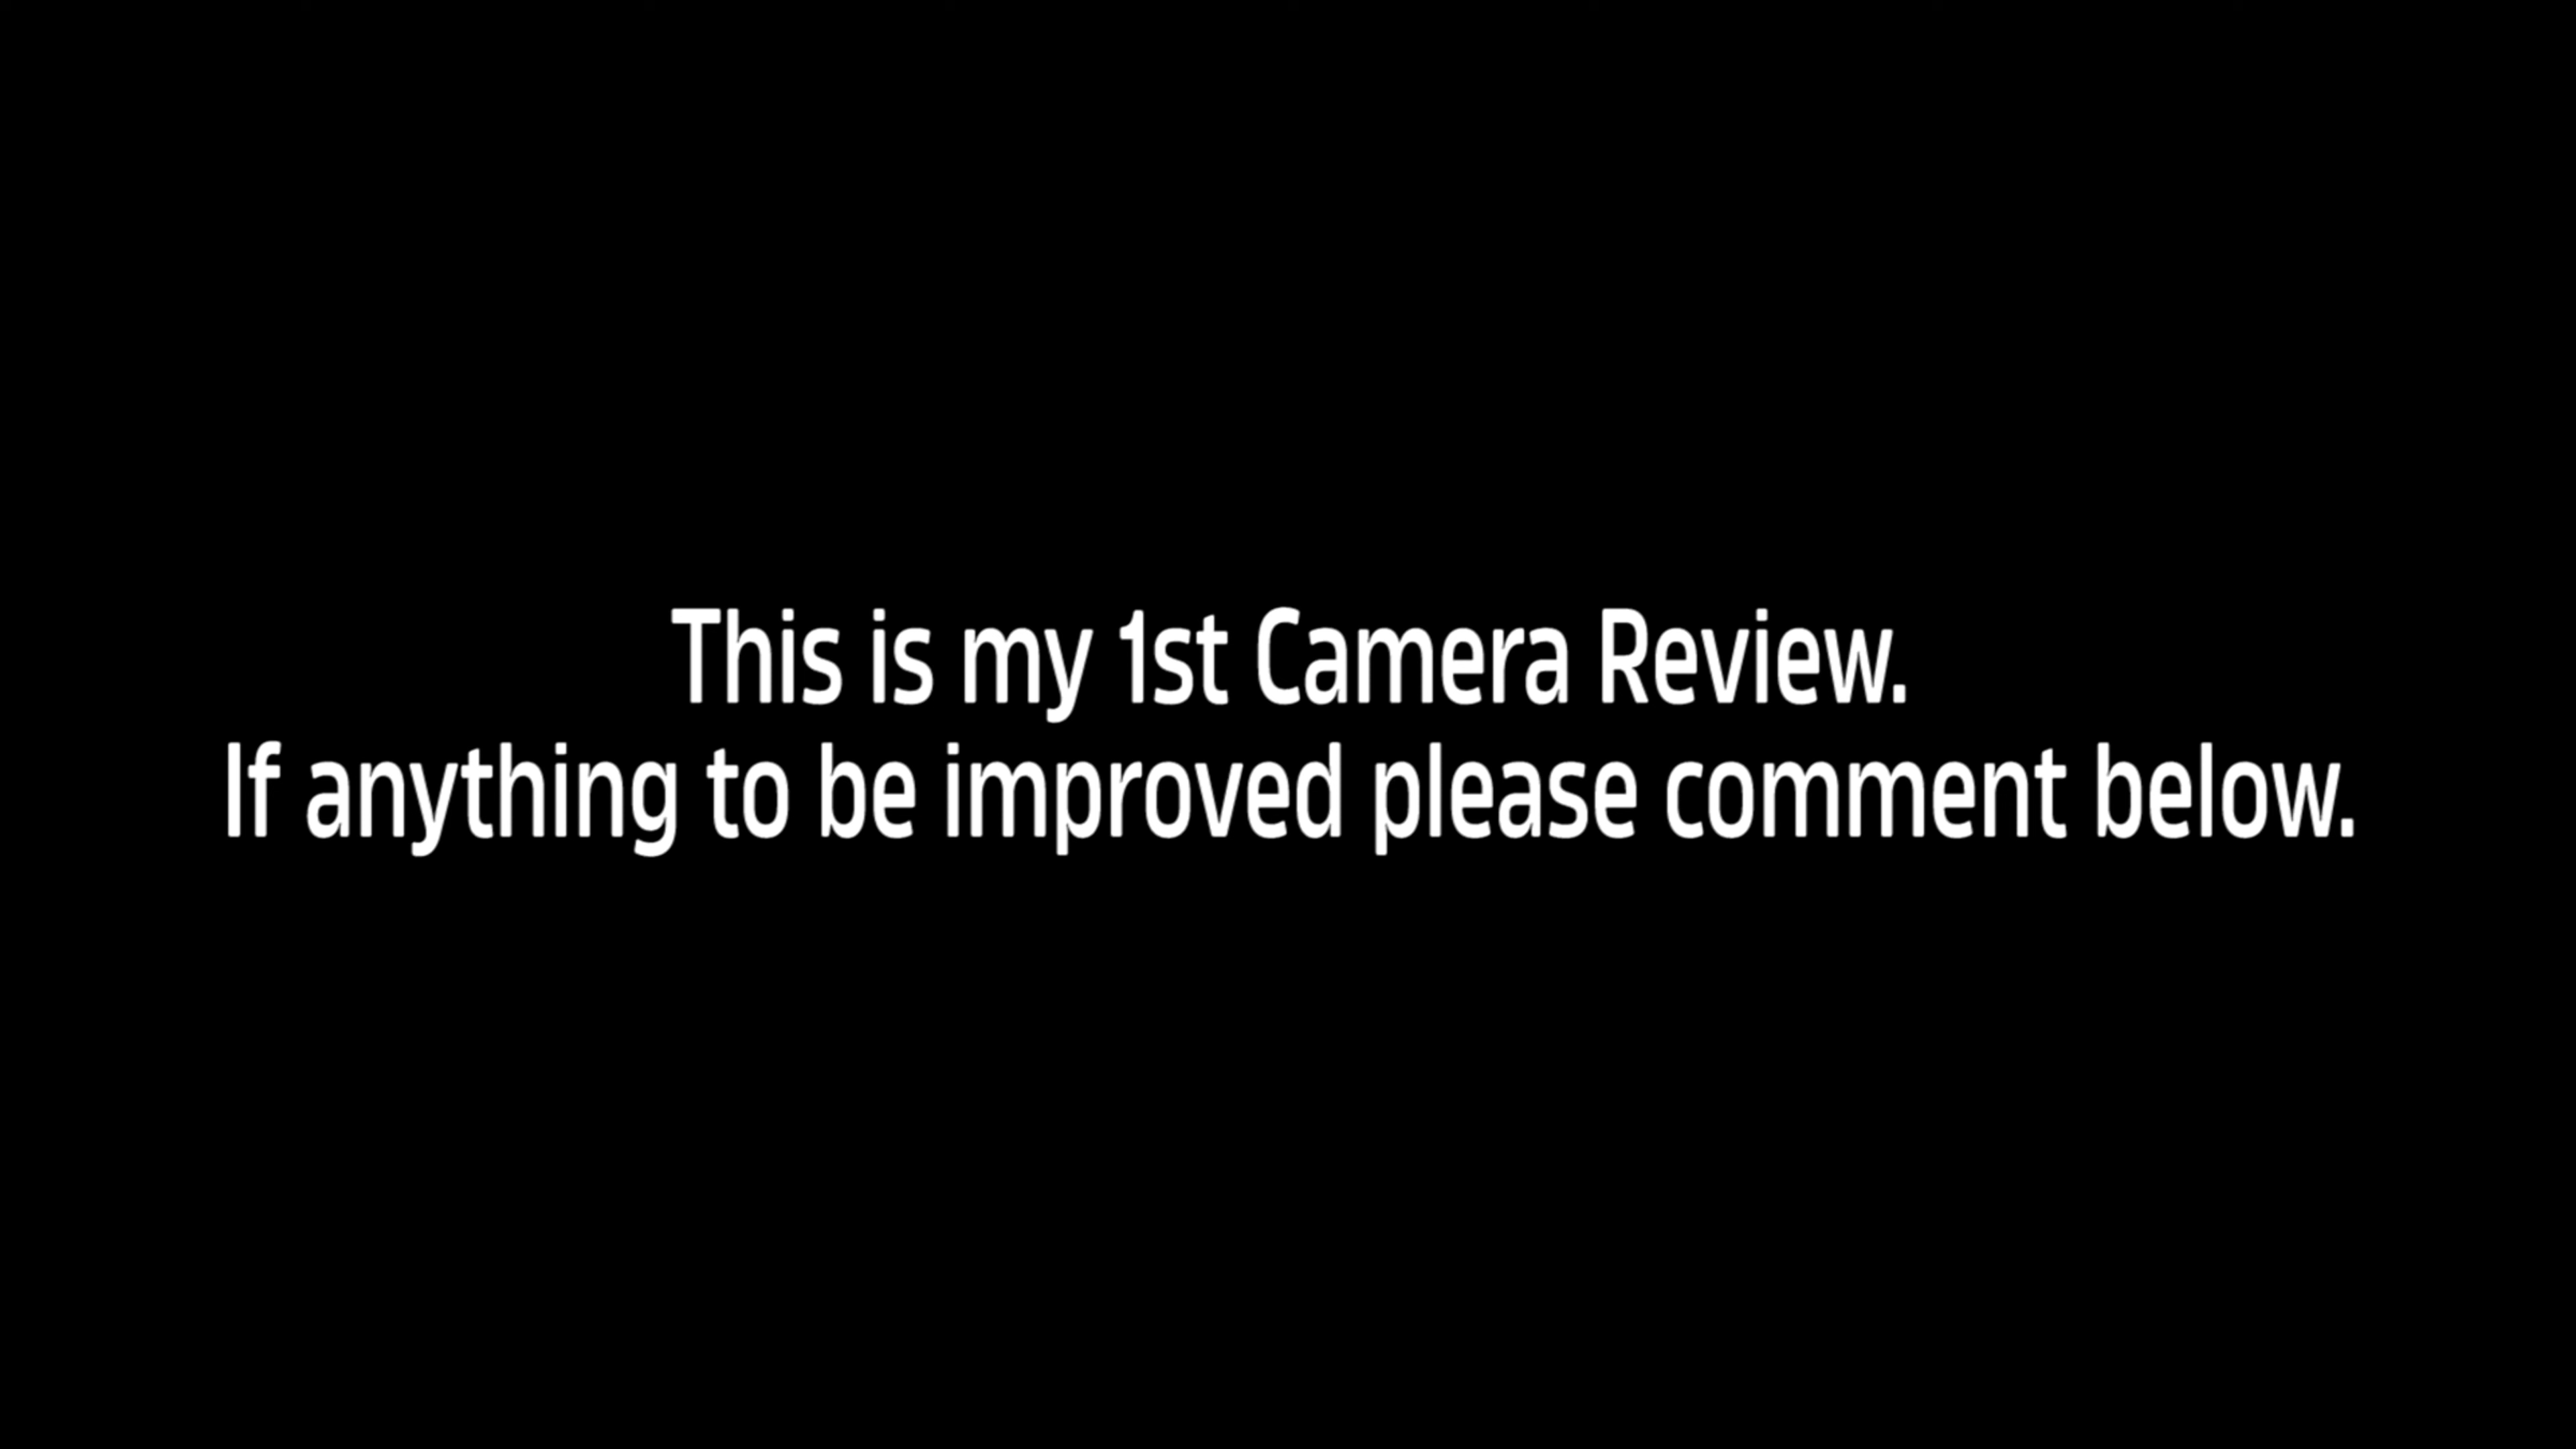 This is my 1st Camera Review.
If anything to be improved please comment below.